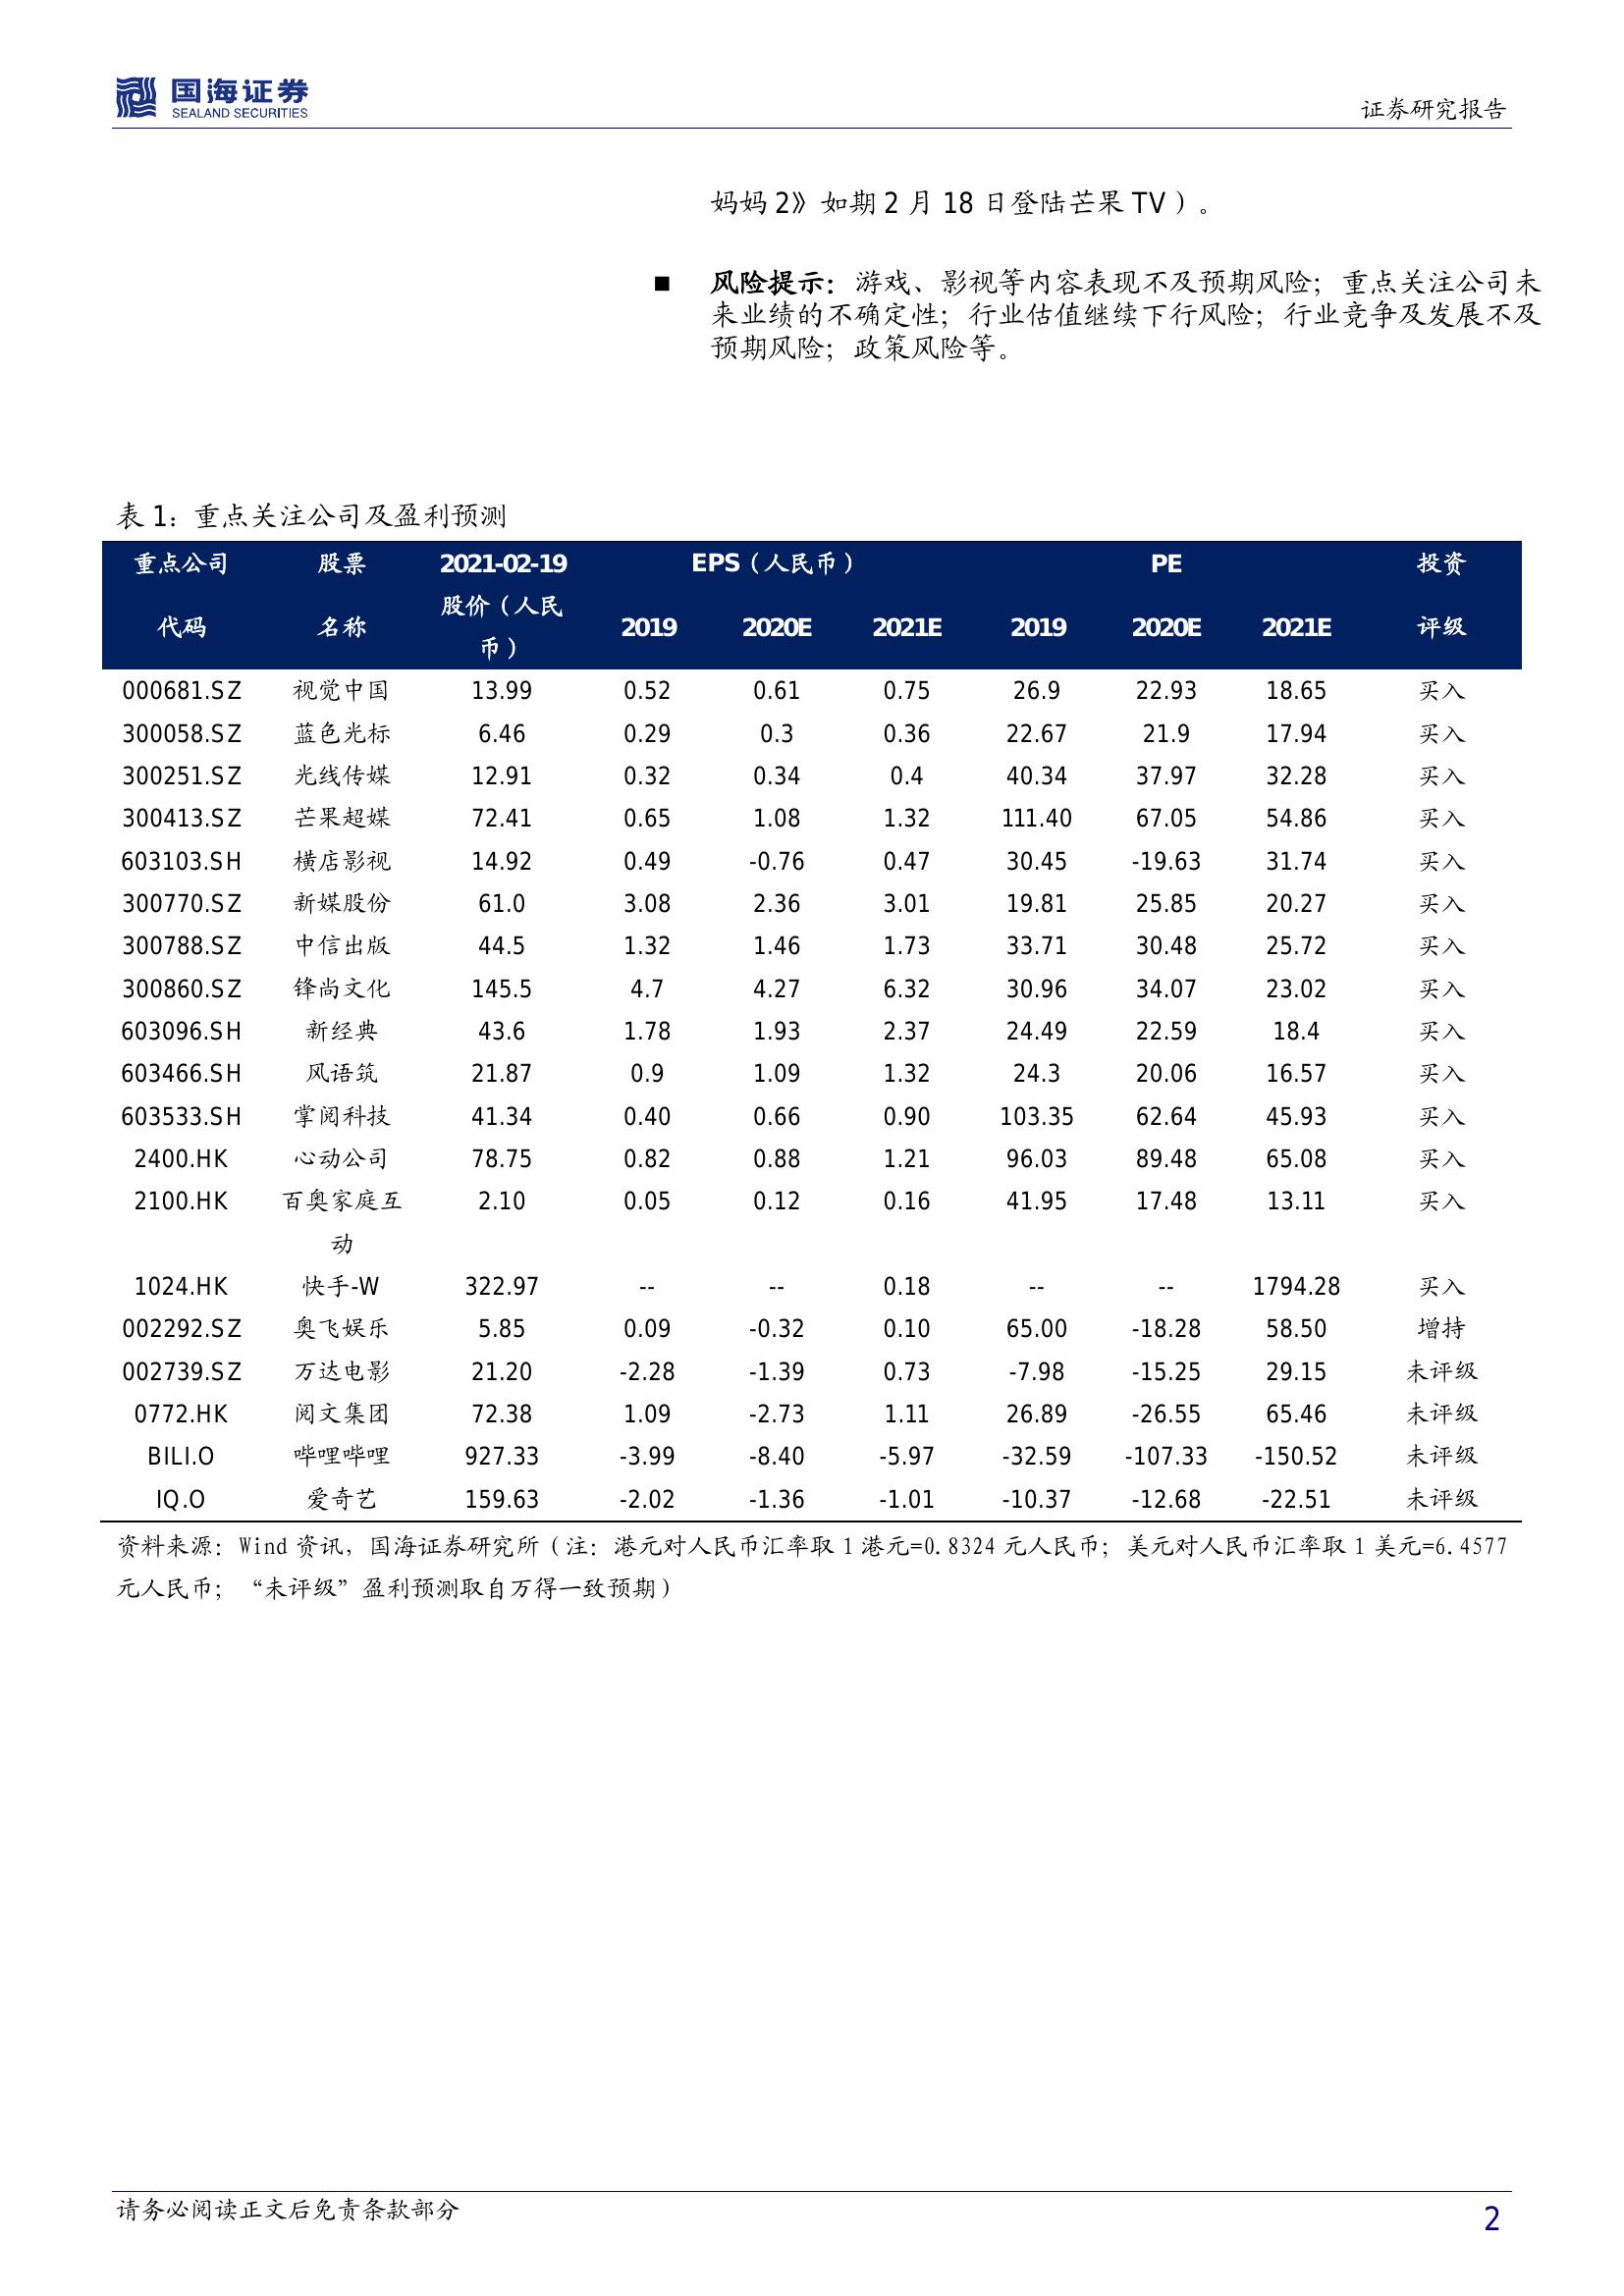 国海证券
SEALAND SECURITIES
证券研究报告
妈妈 2》如期 2 月 18 日登陆芒果 TV）。
■ 风险提示：游戏、影视等内容表现不及预期风险；重点关注公司未
来业绩的不确定性；行业估值继续下行风险；行业竞争及发展不及
预期风险；政策风险等。
表 1：重点关注公司及盈利预测
重点公司 股票 2021-02-19 EPS（人民币） PE 投资
代码 名称 股价（人民币） 2019 2020E 2021E 2019 2020E 2021E 评级
000681.SZ 视觉中国 13.99 0.52 0.61 0.75 26.9 22.93 18.65 买入
300058.SZ 蓝色光标 6.46 0.29 0.3 0.36 22.67 21.9 17.94 买入
300251.SZ 光线传媒 12.91 0.32 0.34 0.4 40.34 37.97 32.28 买入
300413.SZ 芒果超媒 72.41 0.65 1.08 1.32 111.40 67.05 54.86 买入
603103.SH 横店影视 14.92 0.49 -0.76 0.47 30.45 -19.63 31.74 买入
300770.SZ 新媒股份 61.0 3.08 2.36 3.01 19.81 25.85 20.27 买入
300788.SZ 中信出版 44.5 1.32 1.46 1.73 33.71 30.48 25.72 买入
300860.SZ 锋尚文化 145.5 4.7 4.27 6.32 30.96 34.07 23.02 买入
603096.SH 新经典 43.6 1.78 1.93 2.37 24.49 22.59 18.4 买入
603466.SH 风语筑 21.87 0.9 1.09 1.32 24.3 20.06 16.57 买入
603533.SH 掌阅科技 41.34 0.40 0.66 0.90 103.35 62.64 45.93 买入
2400.HK 心动公司 78.75 0.82 0.88 1.21 96.03 89.48 65.08 买入
2100.HK 百奥家庭互动 2.10 0.05 0.12 0.16 41.95 17.48 13.11 买入
1024.HK 快手-W 322.97 -- -- 0.18 -- -- 1794.28 买入
002292.SZ 奥飞娱乐 5.85 0.09 -0.32 0.10 65.00 -18.28 58.50 增持
002739.SZ 万达电影 21.20 -2.28 -1.39 0.73 -7.98 -15.25 29.15 未评级
0772.HK 阅文集团 72.38 1.09 -2.73 1.11 26.89 -26.55 65.46 未评级
BILI.O 哔哩哔哩 927.33 -3.99 -8.40 -5.97 -32.59 -107.33 -150.52 未评级
IQ.O 爱奇艺 159.63 -2.02 -1.36 -1.01 -10.37 -12.68 -22.51 未评级
资料来源：Wind 资讯，国海证券研究所（注：港元对人民币汇率取 1 港元=0.8324 元人民币；美元对人民币汇率取 1 美元=6.4577
元人民币；“未评级”盈利预测取自万得一致预期）
请务必阅读正文后免责条款部分
2